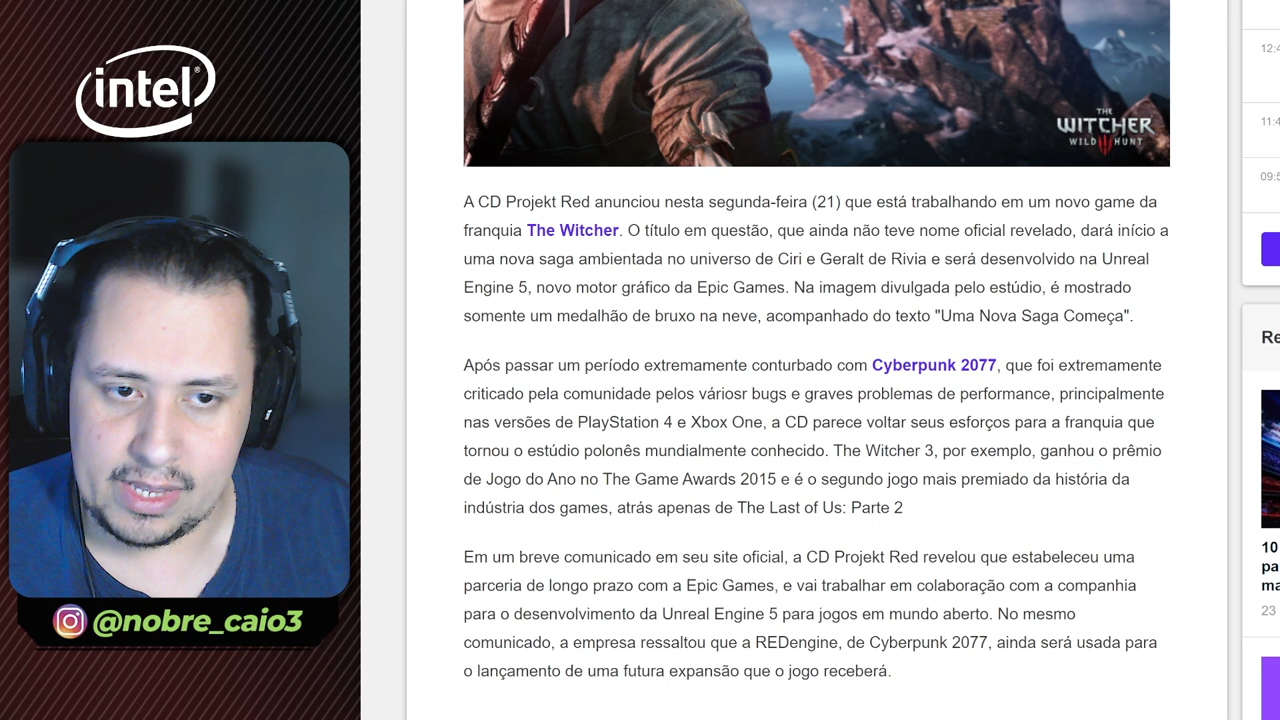 intel®
@nobre_caio3
THE
WITCHER
WILD HUNT
A CD Projekt Red anunciou nesta segunda-feira (21) que está trabalhando em um novo game da
franquia The Witcher. O título em questão, que ainda não teve nome oficial revelado, dará início a
uma nova saga ambientada no universo de Ciri e Geralt de Rivia e será desenvolvido na Unreal
Engine 5, novo motor gráfico da Epic Games. Na imagem divulgada pelo estúdio, é mostrado
somente um medalhão de bruxo na neve, acompanhado do texto "Uma Nova Saga Começa".
Após passar um período extremamente conturbado com Cyberpunk 2077, que foi extremamente
criticado pela comunidade pelos váriosr bugs e graves problemas de performance, principalmente
nas versões de PlayStation 4 e Xbox One, a CD parece voltar seus esforços para a franquia que
tornou o estúdio polonês mundialmente conhecido. The Witcher 3, por exemplo, ganhou o prêmio
de Jogo do Ano no The Game Awards 2015 e é o segundo jogo mais premiado da história da
indústria dos games, atrás apenas de The Last of Us: Parte 2
Em um breve comunicado em seu site oficial, a CD Projekt Red revelou que estabeleceu uma
parceria de longo prazo com a Epic Games, e vai trabalhar em colaboração com a companhia
para o desenvolvimento da Unreal Engine 5 para jogos em mundo aberto. No mesmo
comunicado, a empresa ressaltou que a REDengine, de Cyberpunk 2077, ainda será usada para
o lançamento de uma futura expansão que o jogo receberá.
12:4
11:4
09:5
Re
10
pa
ma
23